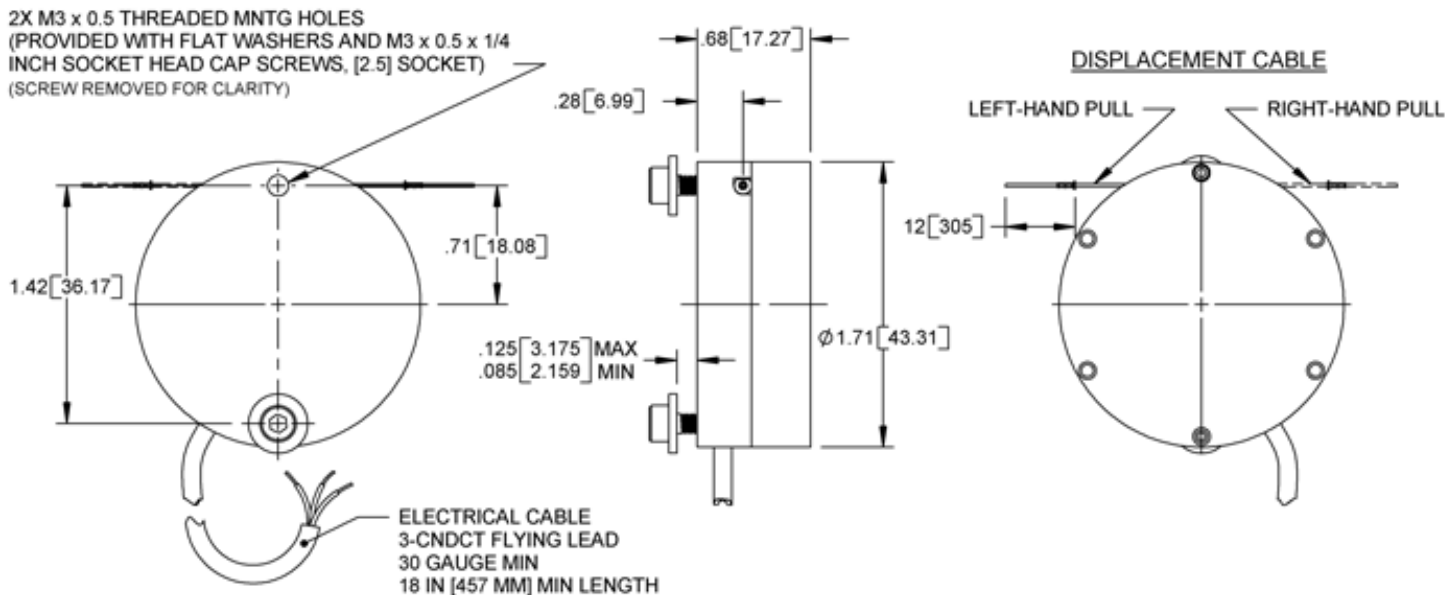 2X M3 x 0.5 THREADED MNTG HOLES
(PROVIDED WITH FLAT WASHERS AND M3 x 0.5 x 1/4
INCH SOCKET HEAD CAP SCREWS, [2.5] SOCKET)
(SCREW REMOVED FOR CLARITY)
.68[17.27]
.28[6.99]
DISPLACEMENT CABLE
LEFT-HAND PULL
RIGHT-HAND PULL
12[305]
.71[18.08]
1.42[36.17]
.125[3.175] MAX
.085[2.159] MIN
Ø1.71[43.31]
ELECTRICAL CABLE
3-CNDCT FLYING LEAD
30 GAUGE MIN
18 IN [457 MM] MIN LENGTH